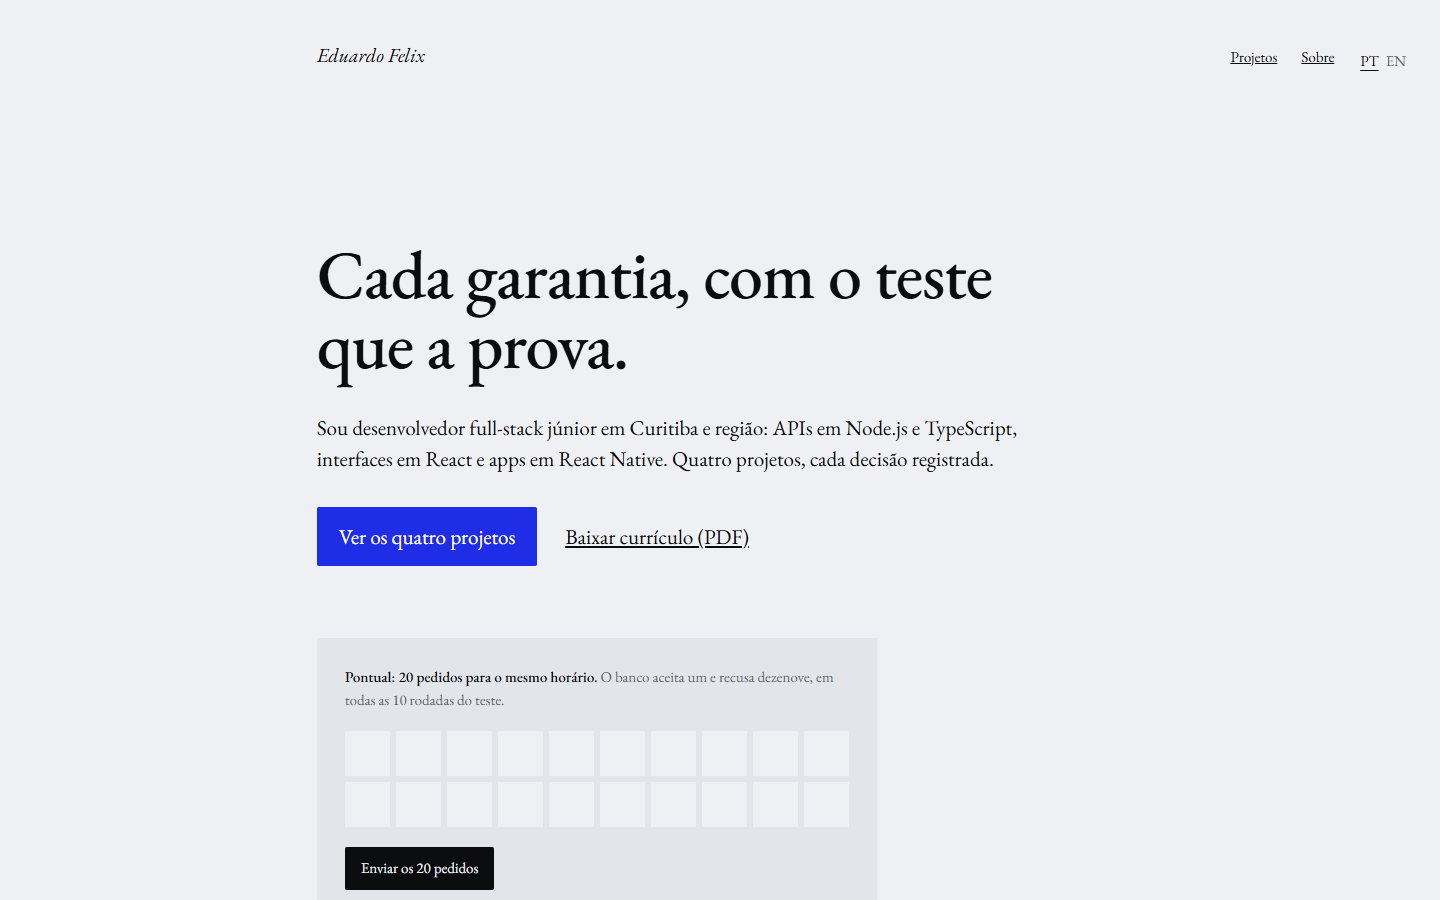 Eduardo Felix
Projetos Sobre PT EN
Cada garantia, com o teste
que a prova.
Sou desenvolvedor full-stack júnior em Curitiba e região: APIs em Node.js e TypeScript,
interfaces em React e apps em React Native. Quatro projetos, cada decisão registrada.
Ver os quatro projetos
Baixar currículo (PDF)
Pontual: 20 pedidos para o mesmo horário. O banco aceita um e recusa dezenove, em
todas as 10 rodadas do teste.
Enviar os 20 pedidos